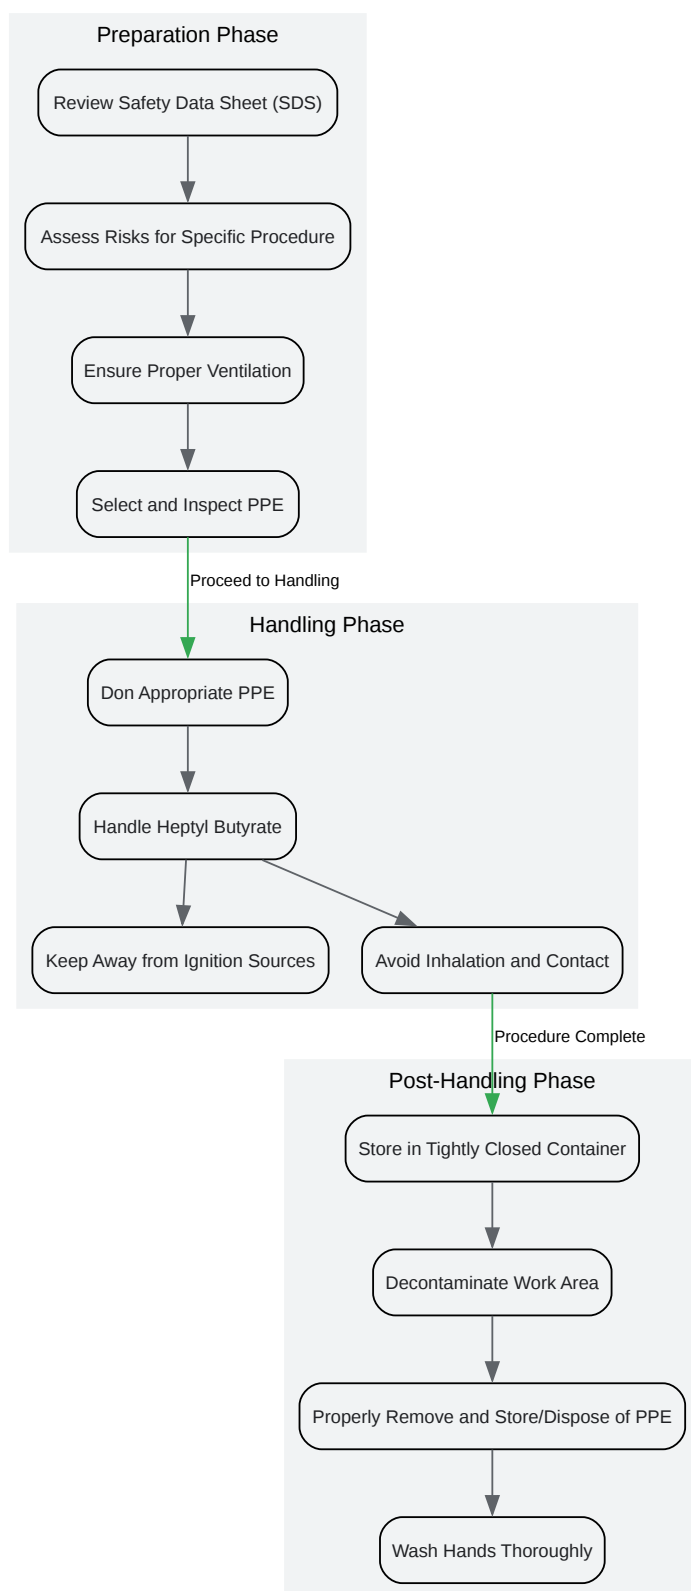 Preparation Phase
Review Safety Data Sheet (SDS)
Assess Risks for Specific Procedure
Ensure Proper Ventilation
Select and Inspect PPE
Proceed to Handling
Handling Phase
Don Appropriate PPE
Handle Heptyl Butyrate
Keep Away from Ignition Sources
Avoid Inhalation and Contact
Procedure Complete
Post-Handling Phase
Store in Tightly Closed Container
Decontaminate Work Area
Properly Remove and Store/Dispose of PPE
Wash Hands Thoroughly